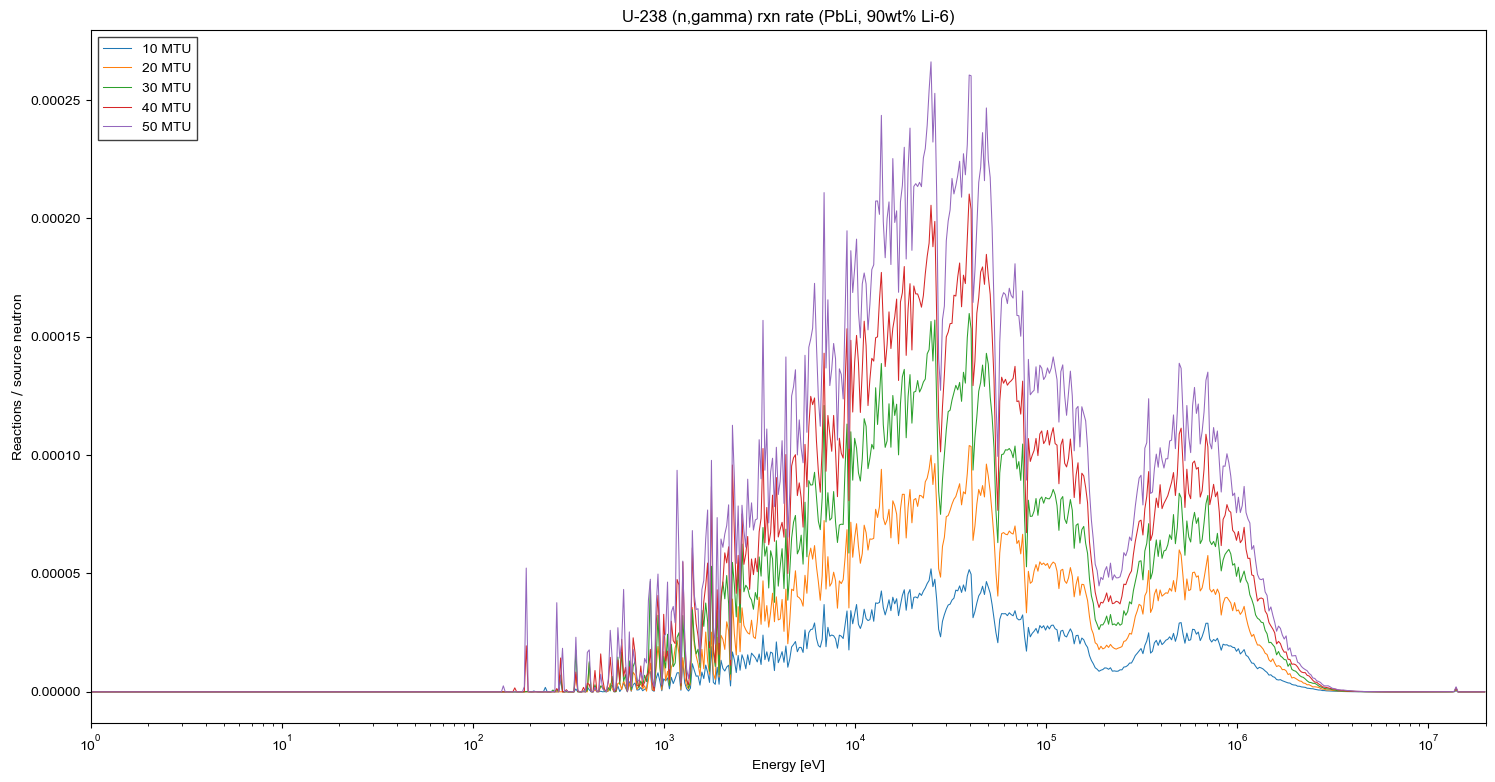 U-238 (n,gamma) rxn rate (PbLi, 90wt% Li-6)
10 MTU
20 MTU
30 MTU
40 MTU
50 MTU
0.00025
0.00020
0.00015
0.00010
0.00005
0.00000
Reactions / source neutron
10⁰
10¹
10²
10³
10⁴
10⁵
10⁶
10⁷
Energy [eV]